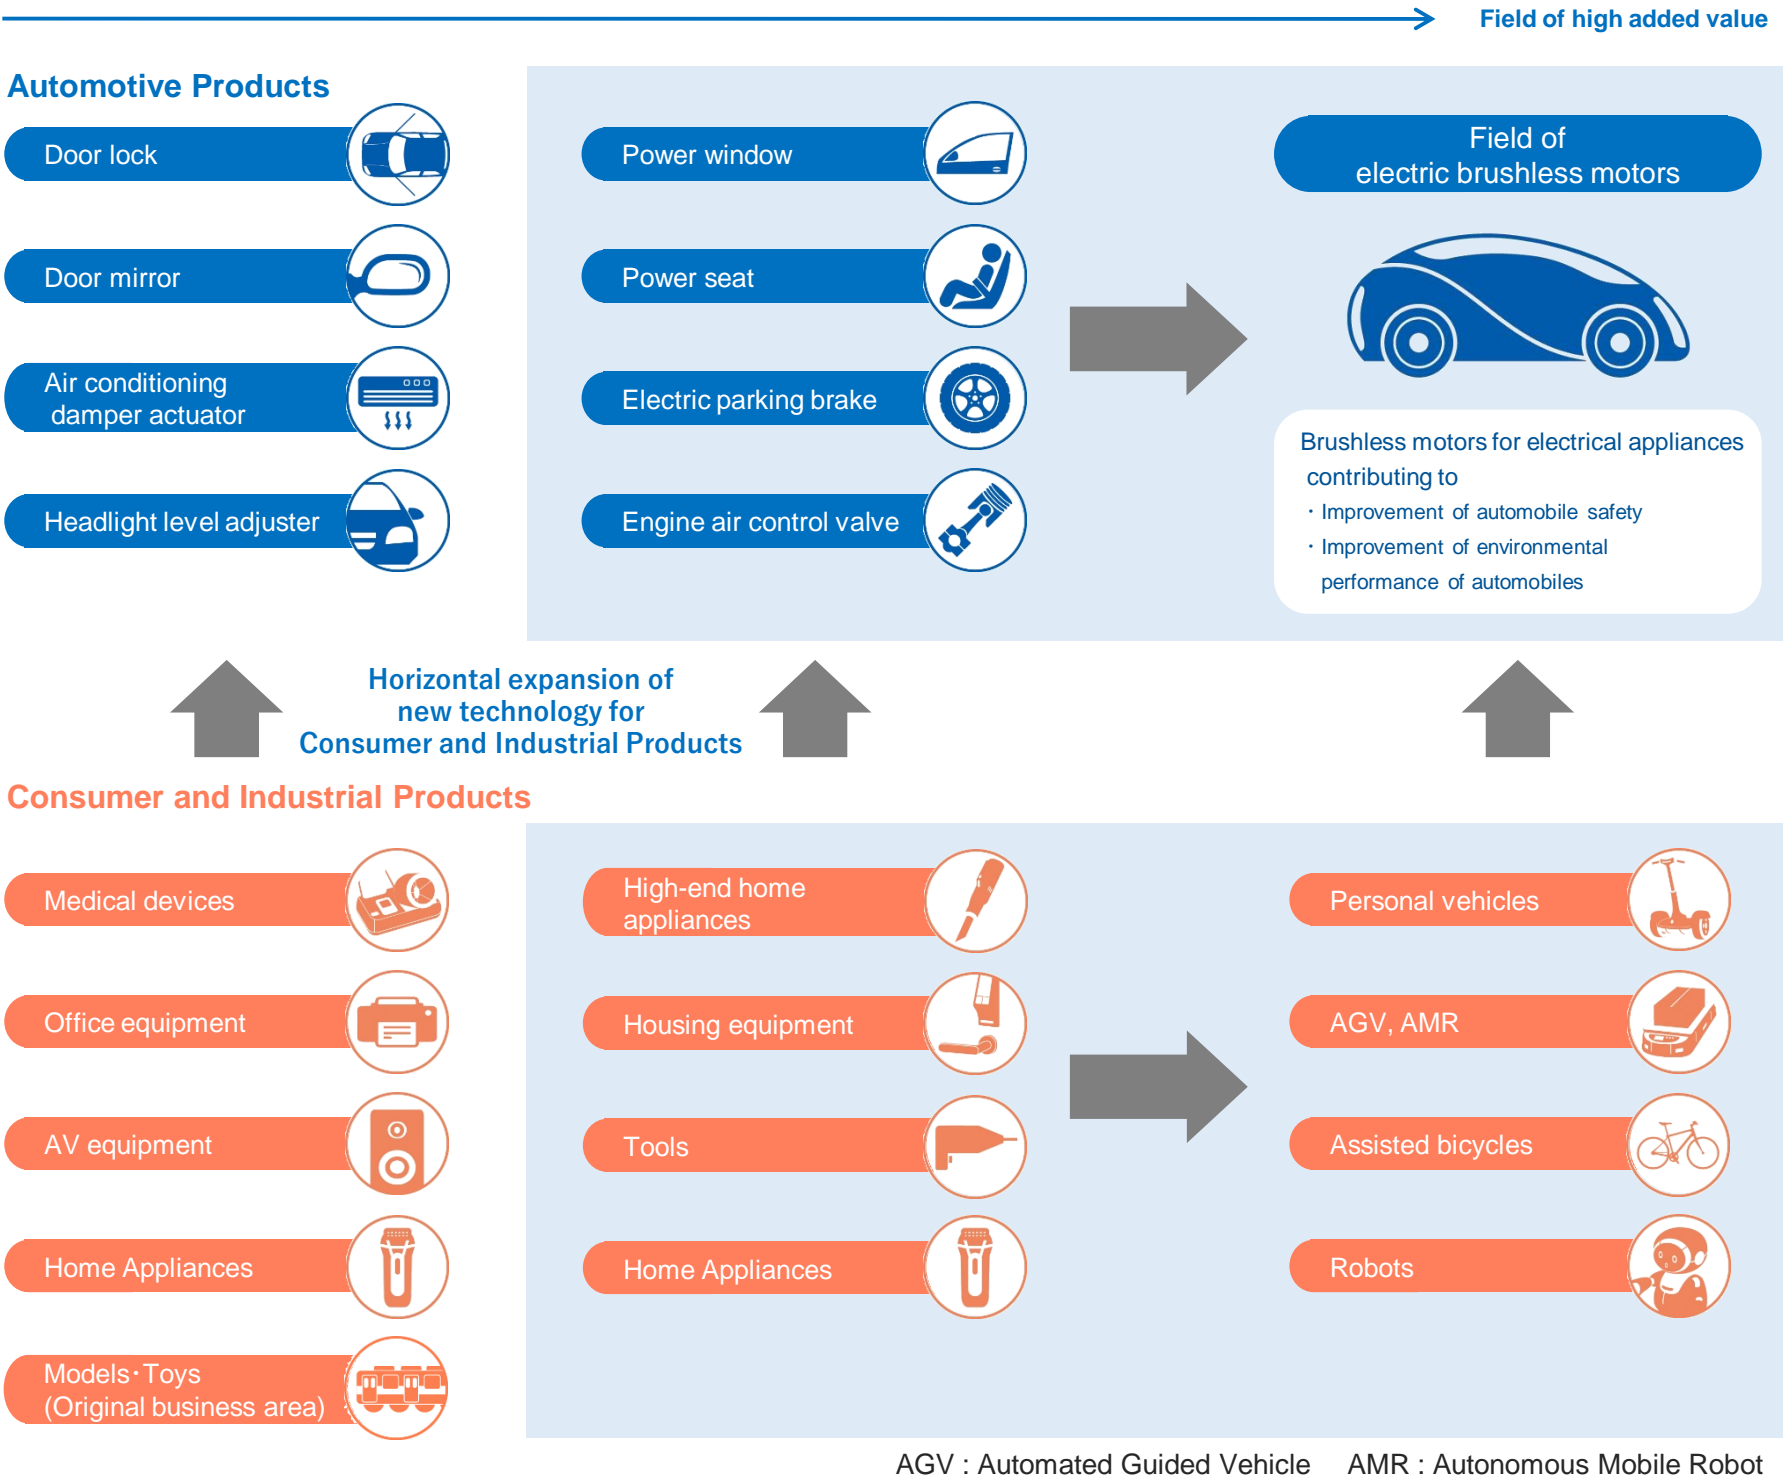 Field of high added value
Automotive Products
Door lock
Door mirror
Air conditioning
damper actuator
Headlight level adjuster
Power window
Power seat
Electric parking brake
Engine air control valve
Field of
electric brushless motors
Brushless motors for electrical appliances
contributing to
・Improvement of automobile safety
・Improvement of environmental
performance of automobiles
Horizontal expansion of
new technology for
Consumer and Industrial Products
Consumer and Industrial Products
Medical devices
Office equipment
AV equipment
Home Appliances
Models・Toys
(Original business area)
High-end home
appliances
Housing equipment
Tools
Home Appliances
Personal vehicles
AGV, AMR
Assisted bicycles
Robots
AGV : Automated Guided Vehicle AMR : Autonomous Mobile Robot